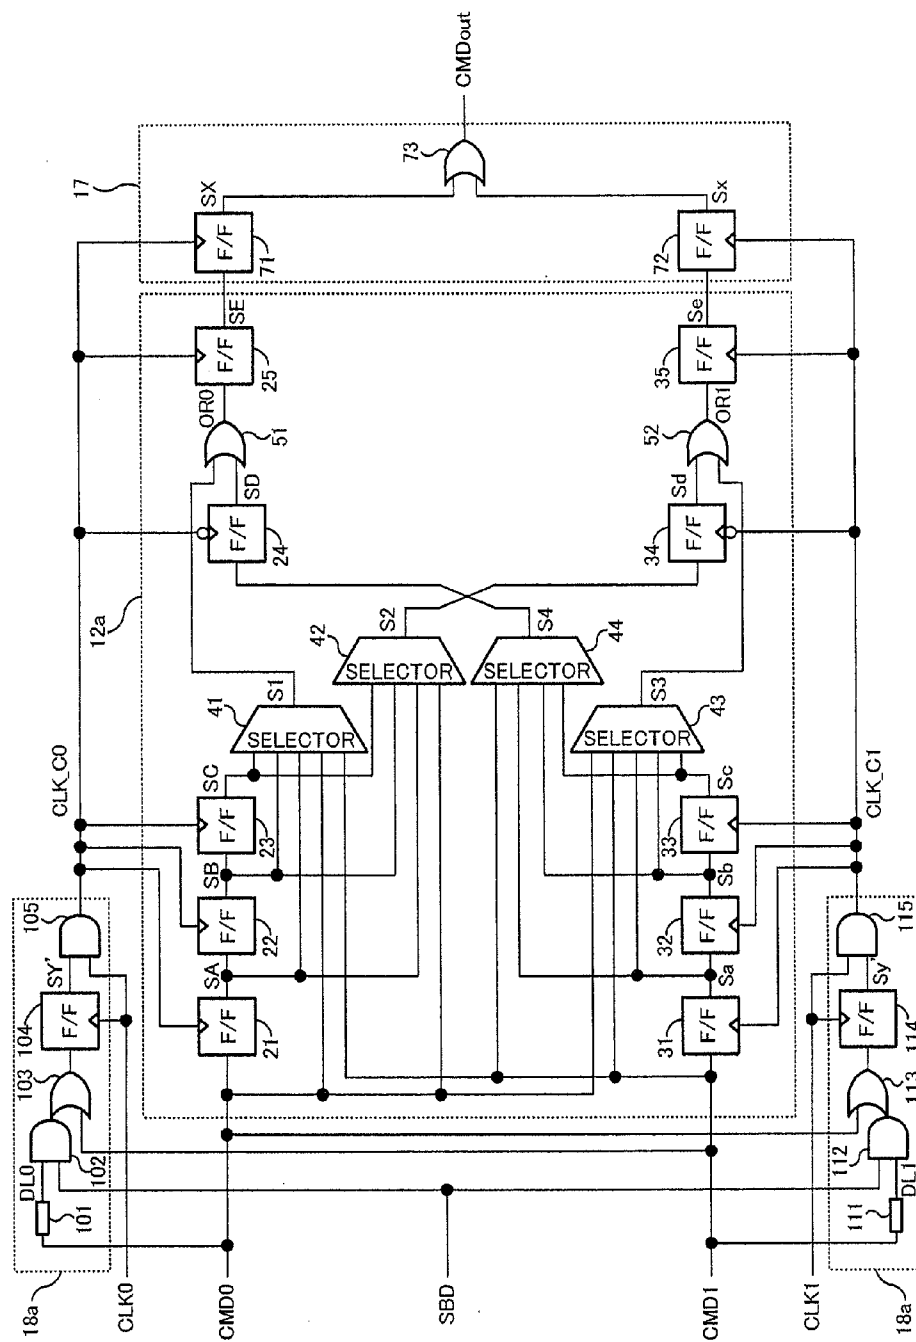 CLK0
CMD0
SBD
CMD1
CLK1
18a
101
DL0
102
103
104
F/F
SY'
105
CLK_C0
12a
17
21
F/F
SA
22
F/F
SB
23
F/F
SC
41
SELECTOR
S1
42
SELECTOR
S2
24
F/F
SD
51
OR0
25
F/F
SE
71
F/F
SX
73
CMDout
44
SELECTOR
S4
43
SELECTOR
S3
31
F/F
Sa
32
F/F
Sb
33
F/F
Sc
34
F/F
Sd
52
OR1
35
F/F
Se
72
F/F
Sx
18a
111
DL1
112
113
114
F/F
Sy'
115
CLK_C1